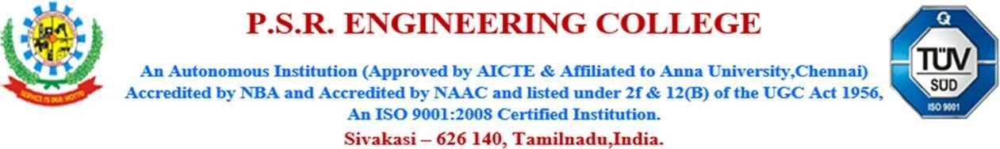 P.S.R. ENGINEERING COLLEGE
An Autonomous Institution (Approved by AICTE & Affiliated to Anna University,Chennai)
Accredited by NBA and Accredited by NAAC and listed under 2f & 12(B) of the UGC Act 1956,
An ISO 9001:2008 Certified Institution.
Sivakasi – 626 140, Tamilnadu,India.
SERVICE IS OUR MOTTO
Q
TÜV
SÜD
ISO 9001